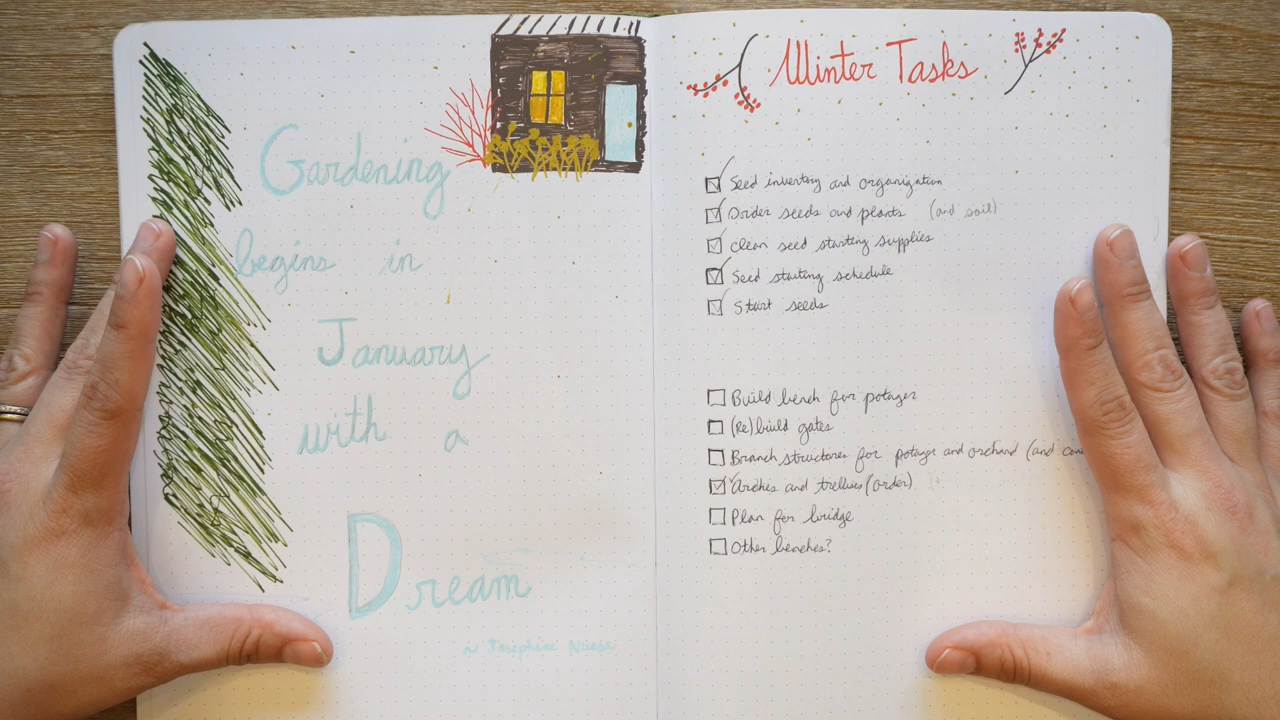 Gardening
begins in
January
with a
Dream
~ Josephine Nuese
Winter Tasks
Seed inventory and organization
Order seeds and plants (and soil)
clean seed starting supplies
Seed starting schedule
Start seeds
Build bench for potager
(Re)build gates
Branch structures for potager and orchard (and
Arches and trellises (order)
Plan for bridge
Other benches?